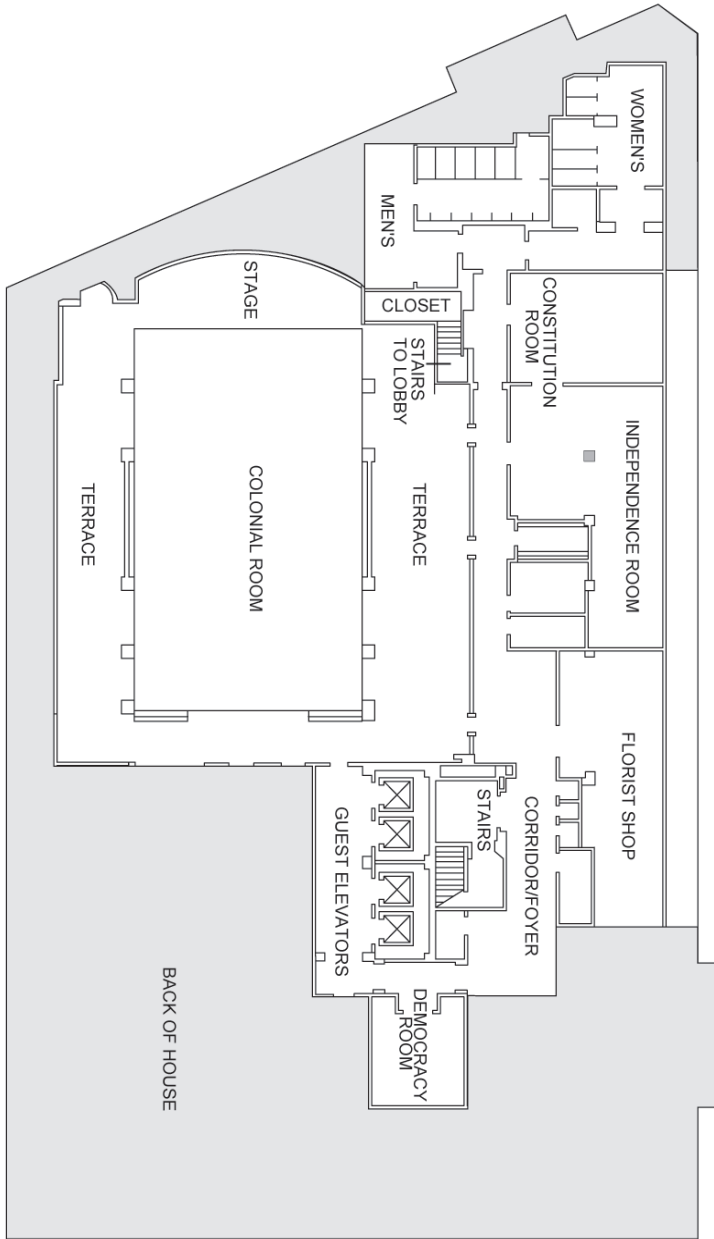 WOMEN'S
MEN'S
STAGE
CLOSET
CONSTITUTION
ROOM
STAIRS
TO LOBBY
INDEPENDENCE ROOM
TERRACE
COLONIAL ROOM
TERRACE
FLORIST SHOP
STAIRS
CORRIDOR/FOYER
GUEST ELEVATORS
DEMOCRACY
ROOM
BACK OF HOUSE